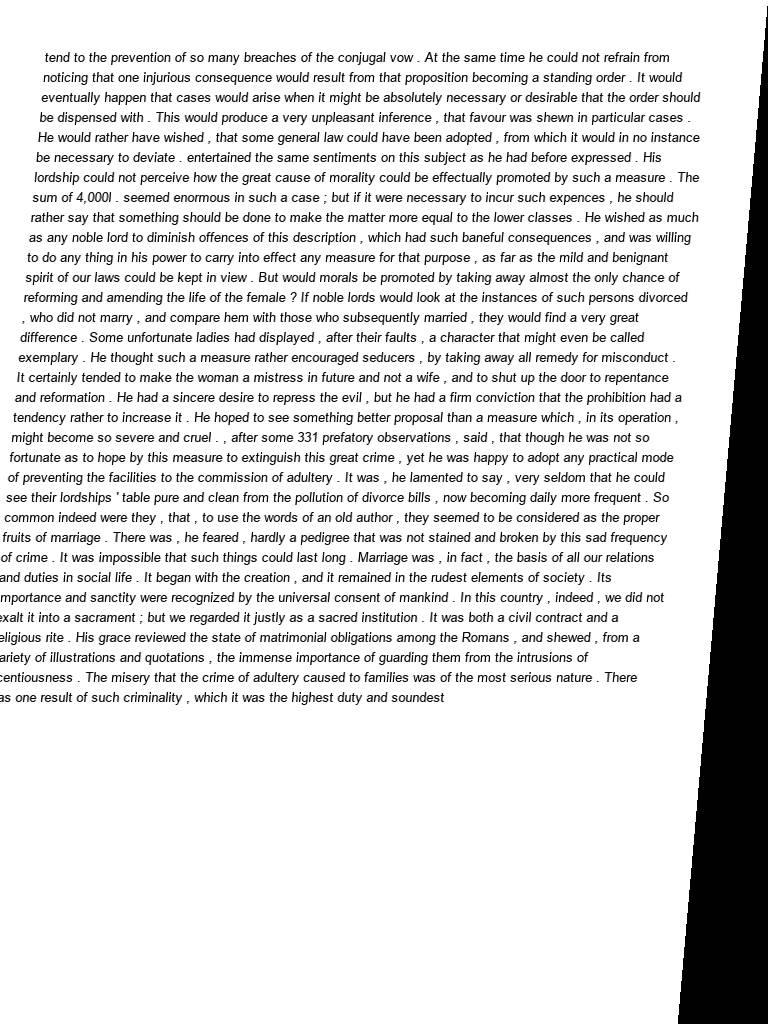 tend to the prevention of so many breaches of the conjugal vow . At the same time he could not refrain from
noticing that one injurious consequence would result from that proposition becoming a standing order . It would
eventually happen that cases would arise when it might be absolutely necessary or desirable that the order should
be dispensed with . This would produce a very unpleasant inference , that favour was shewn in particular cases .
He would rather have wished , that some general law could have been adopted , from which it would in no instance
be necessary to deviate . entertained the same sentiments on this subject as he had before expressed . His
lordship could not perceive how the great cause of morality could be effectually promoted by such a measure . The
sum of 4,000l . seemed enormous in such a case ; but if it were necessary to incur such expences , he should
rather say that something should be done to make the matter more equal to the lower classes . He wished as much
as any noble lord to diminish offences of this description , which had such baneful consequences , and was willing
to do any thing in his power to carry into effect any measure for that purpose , as far as the mild and benignant
spirit of our laws could be kept in view . But would morals be promoted by taking away almost the only chance of
reforming and amending the life of the female ? If noble lords would look at the instances of such persons divorced
, who did not marry , and compare hem with those who subsequently married , they would find a very great
difference . Some unfortunate ladies had displayed , after their faults , a character that might even be called
exemplary . He thought such a measure rather encouraged seducers , by taking away all remedy for misconduct .
It certainly tended to make the woman a mistress in future and not a wife , and to shut up the door to repentance
and reformation . He had a sincere desire to repress the evil , but he had a firm conviction that the prohibition had a
tendency rather to increase it . He hoped to see something better proposal than a measure which , in its operation ,
might become so severe and cruel . , after some 331 prefatory observations , said , that though he was not so
fortunate as to hope by this measure to extinguish this great crime , yet he was happy to adopt any practical mode
of preventing the facilities to the commission of adultery . It was , he lamented to say , very seldom that he could
see their lordships ' table pure and clean from the pollution of divorce bills , now becoming daily more frequent . So
common indeed were they , that , to use the words of an old author , they seemed to be considered as the proper
fruits of marriage . There was , he feared , hardly a pedigree that was not stained and broken by this sad frequency
of crime . It was impossible that such things could last long . Marriage was , in fact , the basis of all our relations
and duties in social life . It began with the creation , and it remained in the rudest elements of society . Its
mportance and sanctity were recognized by the universal consent of mankind . In this country , indeed , we did not
exalt it into a sacrament ; but we regarded it justly as a sacred institution . It was both a civil contract and a
eligious rite . His grace reviewed the state of matrimonial obligations among the Romans , and shewed , from a
ariety of illustrations and quotations , the immense importance of guarding them from the intrusions of
centiousness . The misery that the crime of adultery caused to families was of the most serious nature . There
as one result of such criminality , which it was the highest duty and soundest